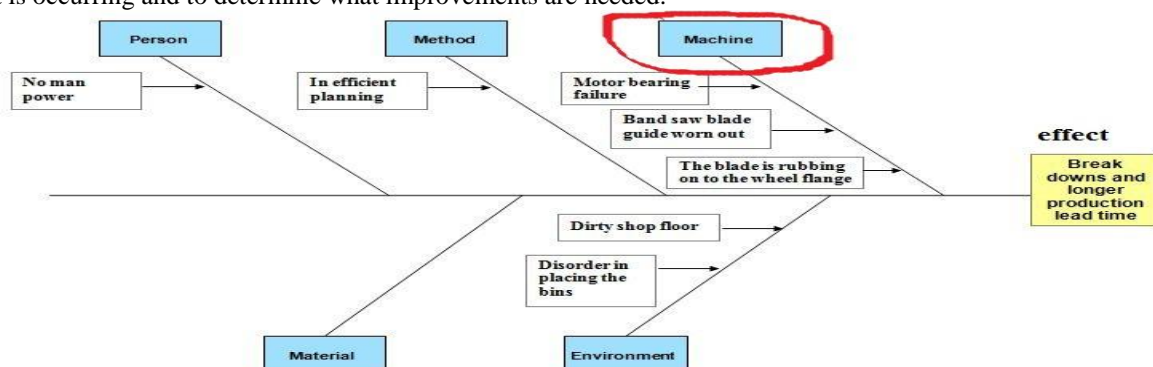 is occurring and to determine what improvements are needed.
Person
Method
Machine
No man
power
In efficient
planning
Motor bearing
failure
Band saw blade
guide worn out
The blade is rubbing
on to the wheel flange
effect
Break
downs and
longer
production
lead time
Dirty shop floor
Disorder in
placing the
bins
Material
Environment